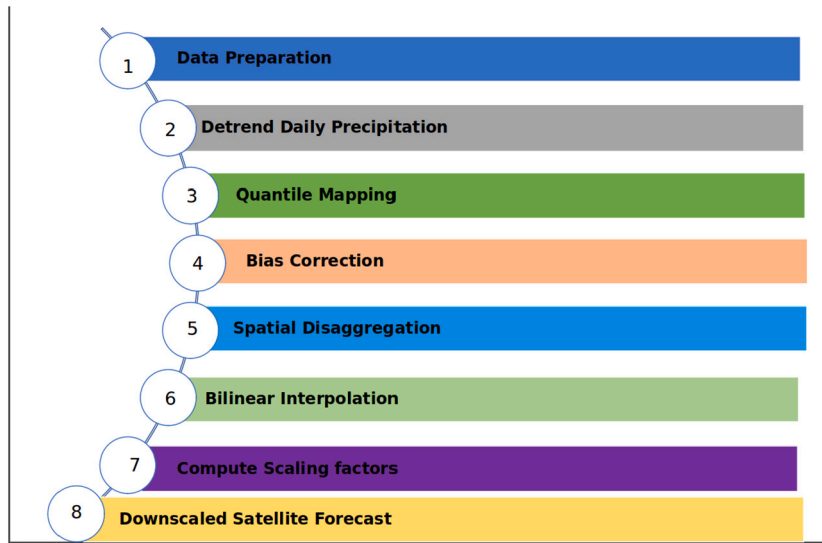 1 Data Preparation
2 Detrend Daily Precipitation
3 Quantile Mapping
4 Bias Correction
5 Spatial Disaggregation
6 Bilinear Interpolation
7 Compute Scaling factors
8 Downscaled Satellite Forecast